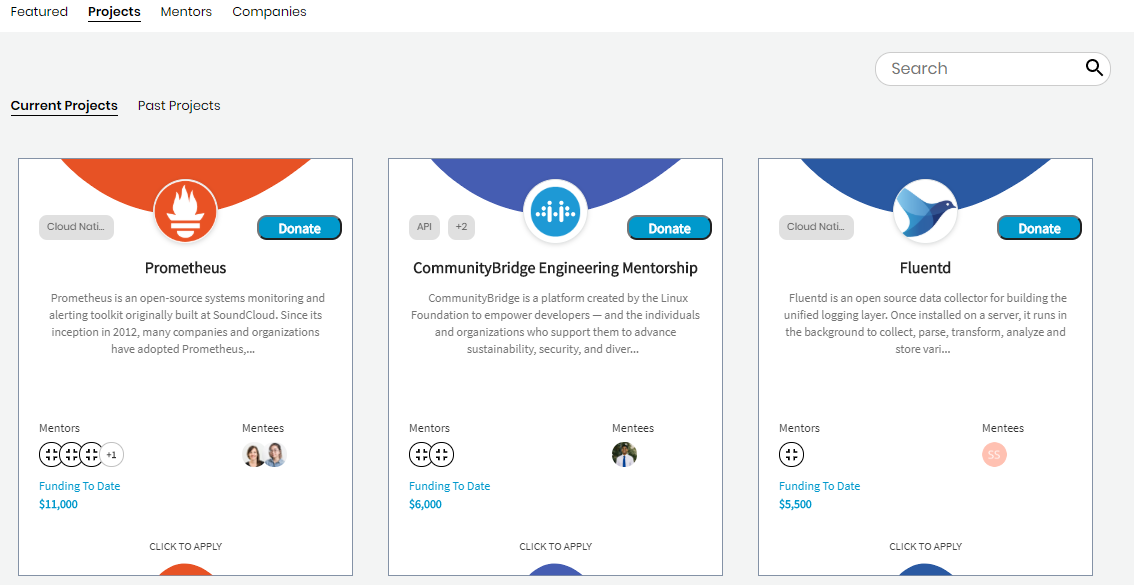 Featured Projects Mentors Companies
Search
Current Projects Past Projects
Cloud Nati...
Donate
Prometheus
Prometheus is an open-source systems monitoring and
alerting toolkit originally built at SoundCloud. Since its
inception in 2012, many companies and organizations
have adopted Prometheus,...
Mentors
Mentees
+1
Funding To Date
$11,000
CLICK TO APPLY
API
+2
Donate
CommunityBridge Engineering Mentorship
CommunityBridge is a platform created by the Linux
Foundation to empower developers — and the individuals
and organizations who support them to advance
sustainability, security, and diver...
Mentors
Mentees
Funding To Date
$6,000
CLICK TO APPLY
Cloud Nati...
Donate
Fluentd
Fluentd is an open source data collector for building the
unified logging layer. Once installed on a server, it runs in
the background to collect, parse, transform, analyze and
store vari...
Mentors
Mentees
SS
Funding To Date
$5,500
CLICK TO APPLY